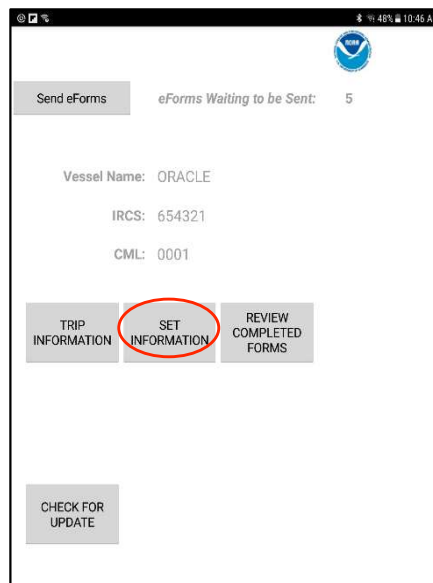 48% 10:46 A
NOAA
Send eForms
eForms Waiting to be Sent: 5
Vessel Name: ORACLE
IRCS: 654321
CML: 0001
TRIP
INFORMATION
SET
INFORMATION
REVIEW
COMPLETED
FORMS
CHECK FOR
UPDATE